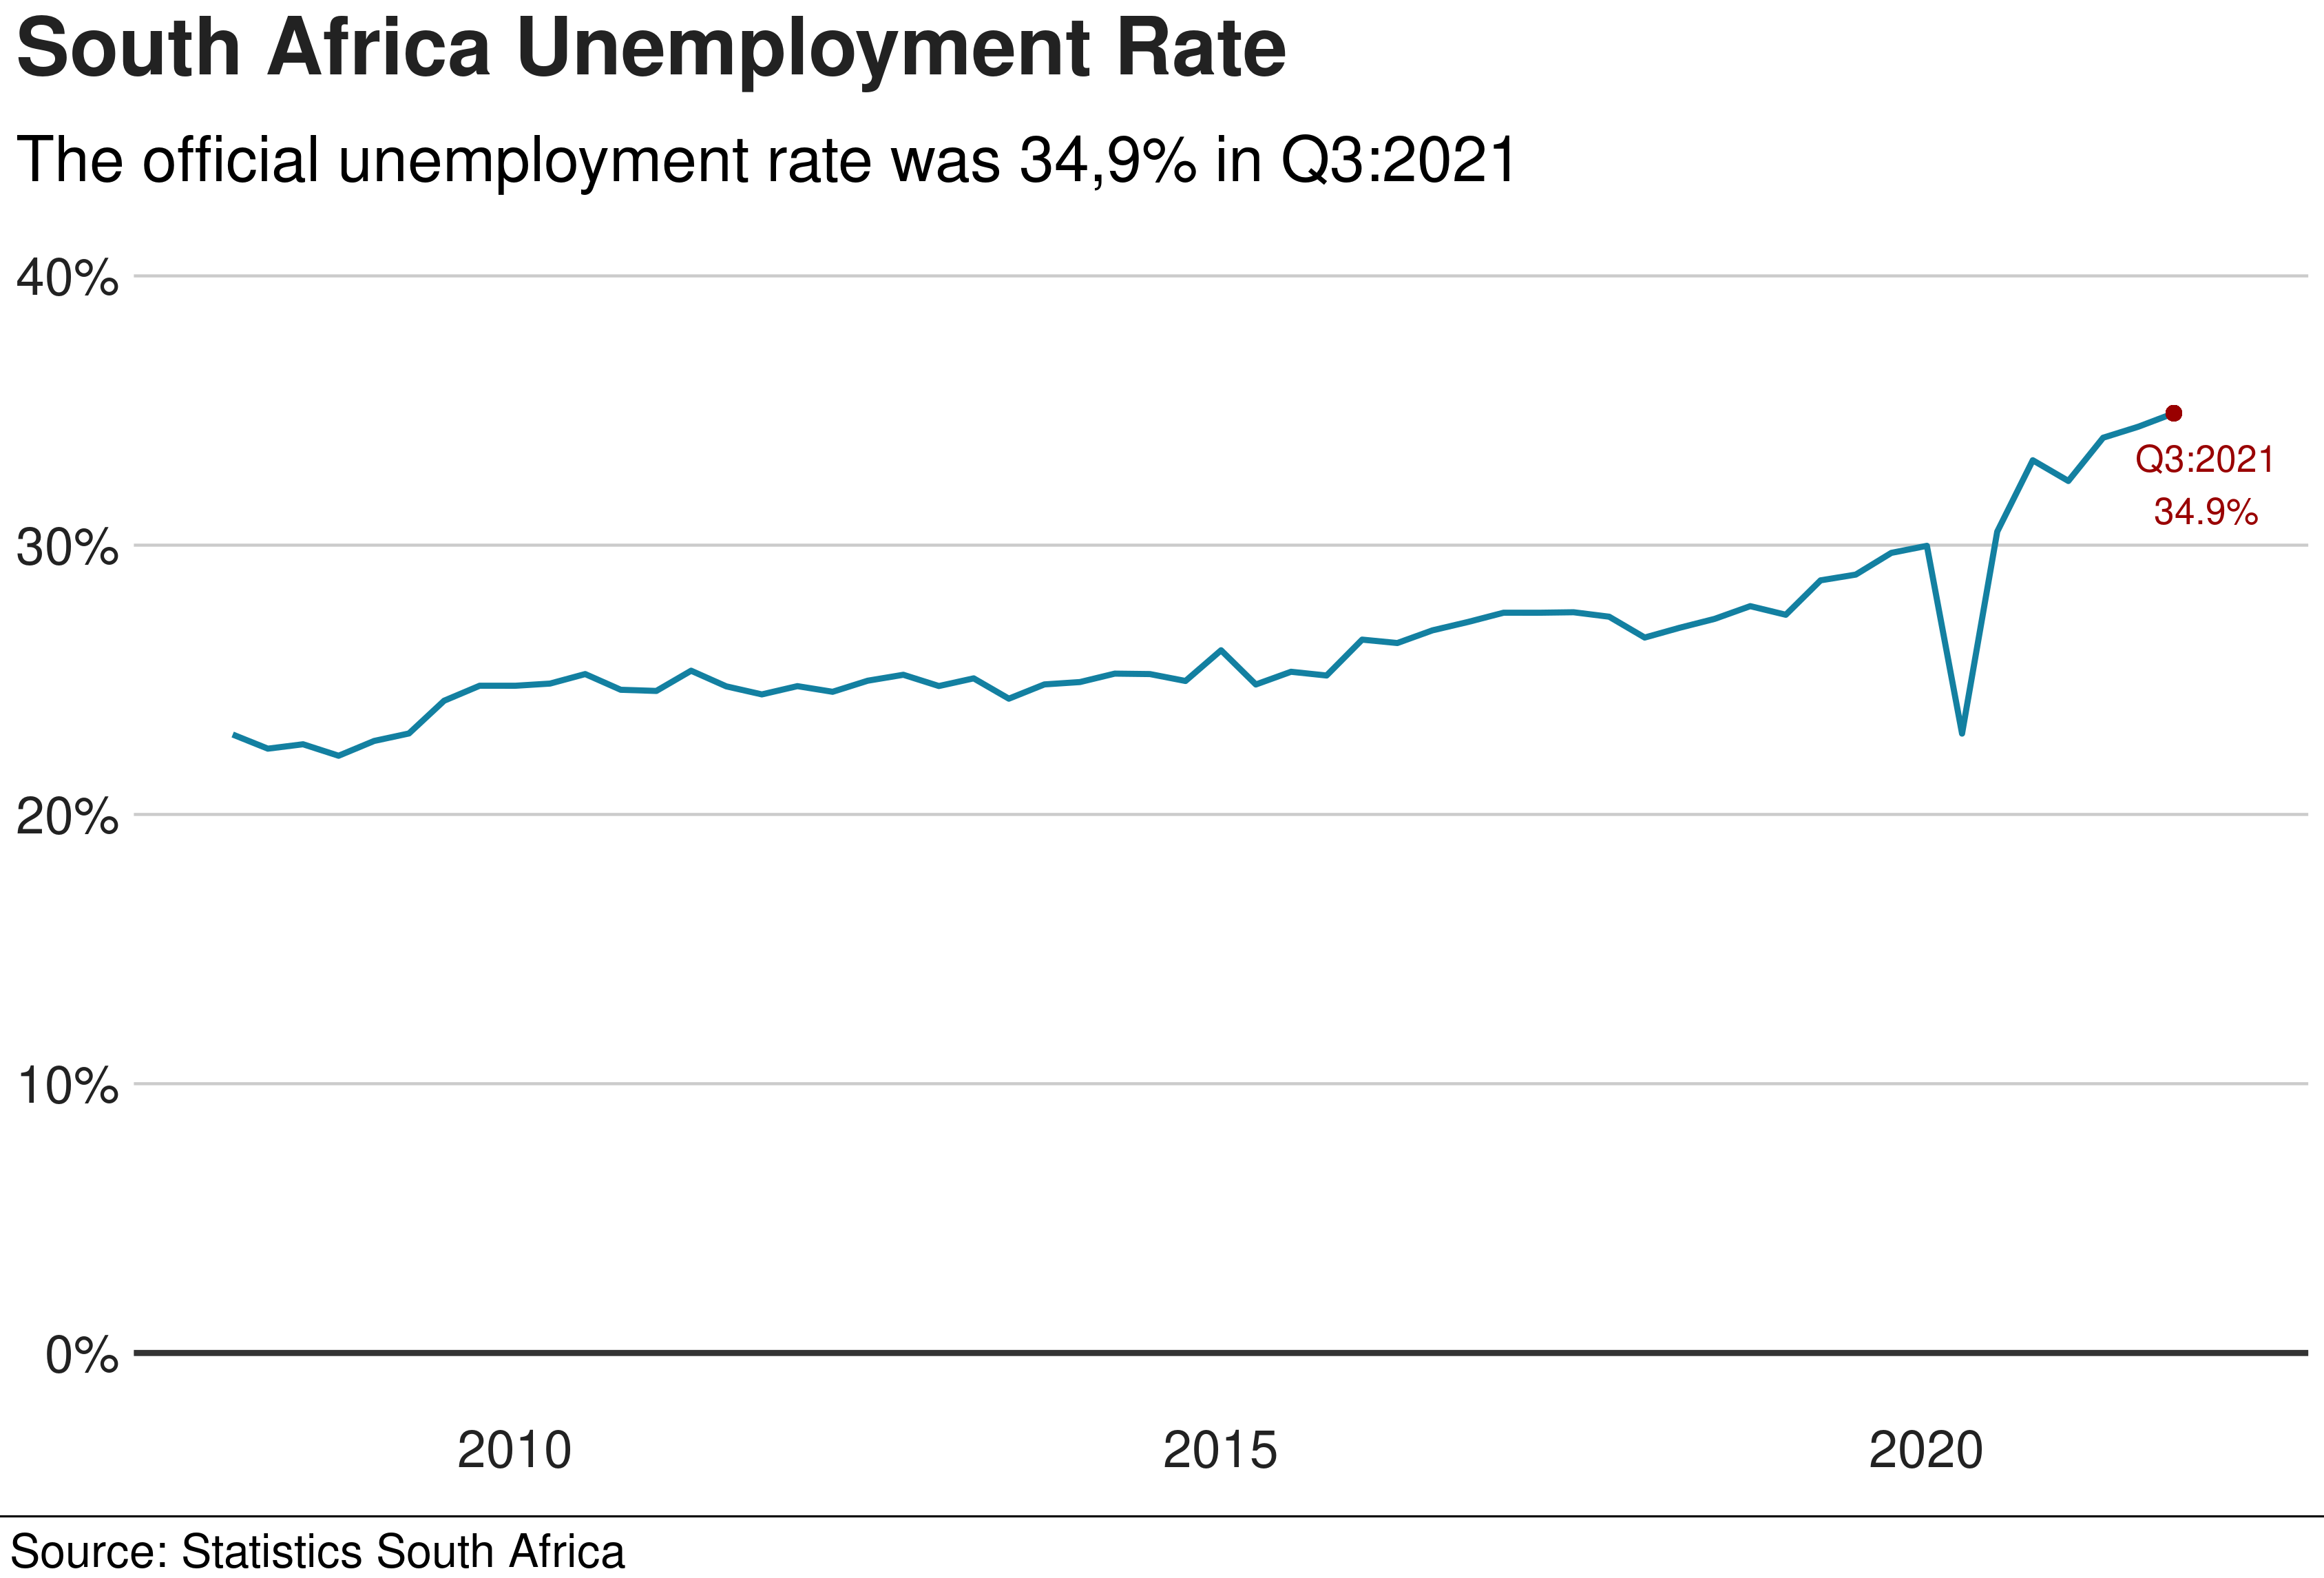 South Africa Unemployment Rate
The official unemployment rate was 34,9% in Q3:2021
40%
Q3:2021
34.9%
30%
20%
10%
0%
2010 2015 2020
Source: Statistics South Africa